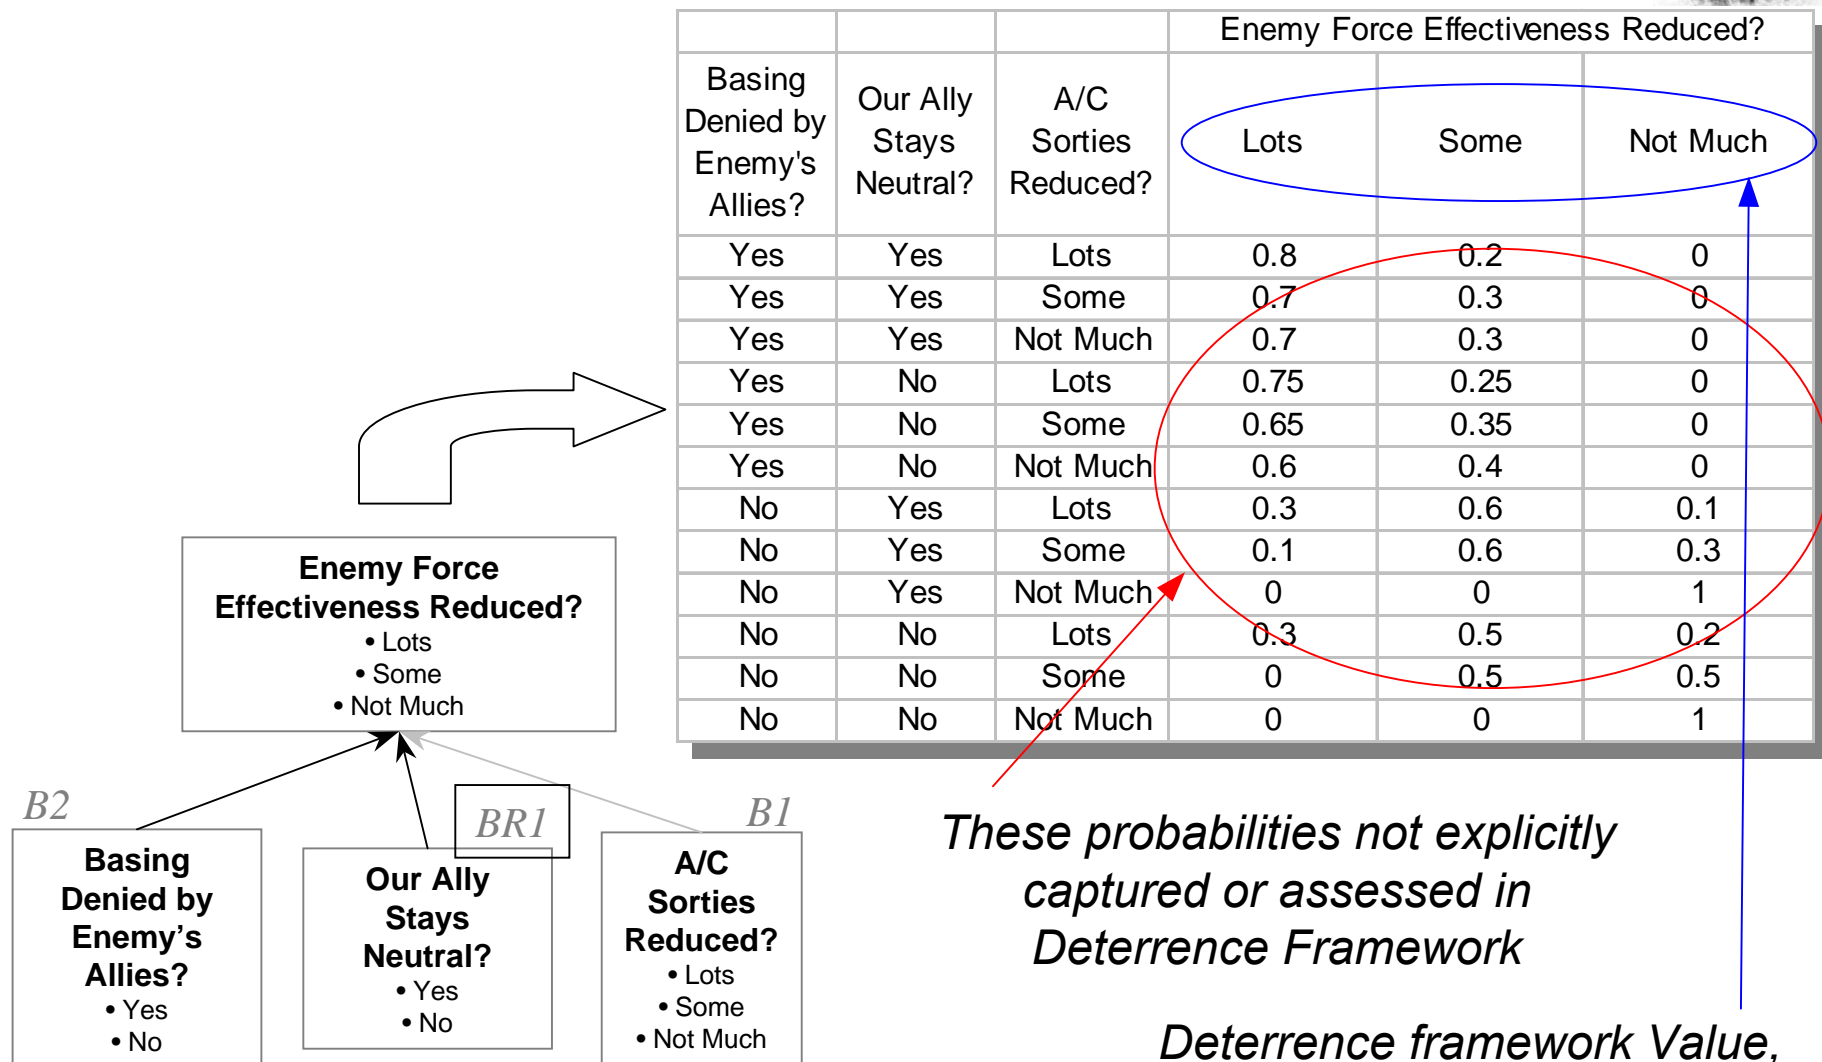 Enemy Force Effectiveness Reduced?
Basing
Denied by
Enemy's
Allies?
Our Ally
Stays
Neutral?
A/C
Sorties
Reduced?
Lots Some Not Much
Yes Yes Lots 0.8 0.2 0
Yes Yes Some 0.7 0.3 0
Yes Yes Not Much 0.7 0.3 0
Yes No Lots 0.75 0.25 0
Yes No Some 0.65 0.35 0
Yes No Not Much 0.6 0.4 0
No Yes Lots 0.3 0.6 0.1
No Yes Some 0.1 0.6 0.3
No Yes Not Much 0 0 1
No No Lots 0.3 0.5 0.2
No No Some 0 0.5 0.5
No No Not Much 0 0 1
Enemy Force
Effectiveness Reduced?
• Lots
• Some
• Not Much
B2
Basing
Denied by
Enemy’s
Allies?
• Yes
• No
BR1
Our Ally
Stays
Neutral?
• Yes
• No
B1
A/C
Sorties
Reduced?
• Lots
• Some
• Not Much
These probabilities not explicitly
captured or assessed in
Deterrence Framework
Deterrence framework Value,